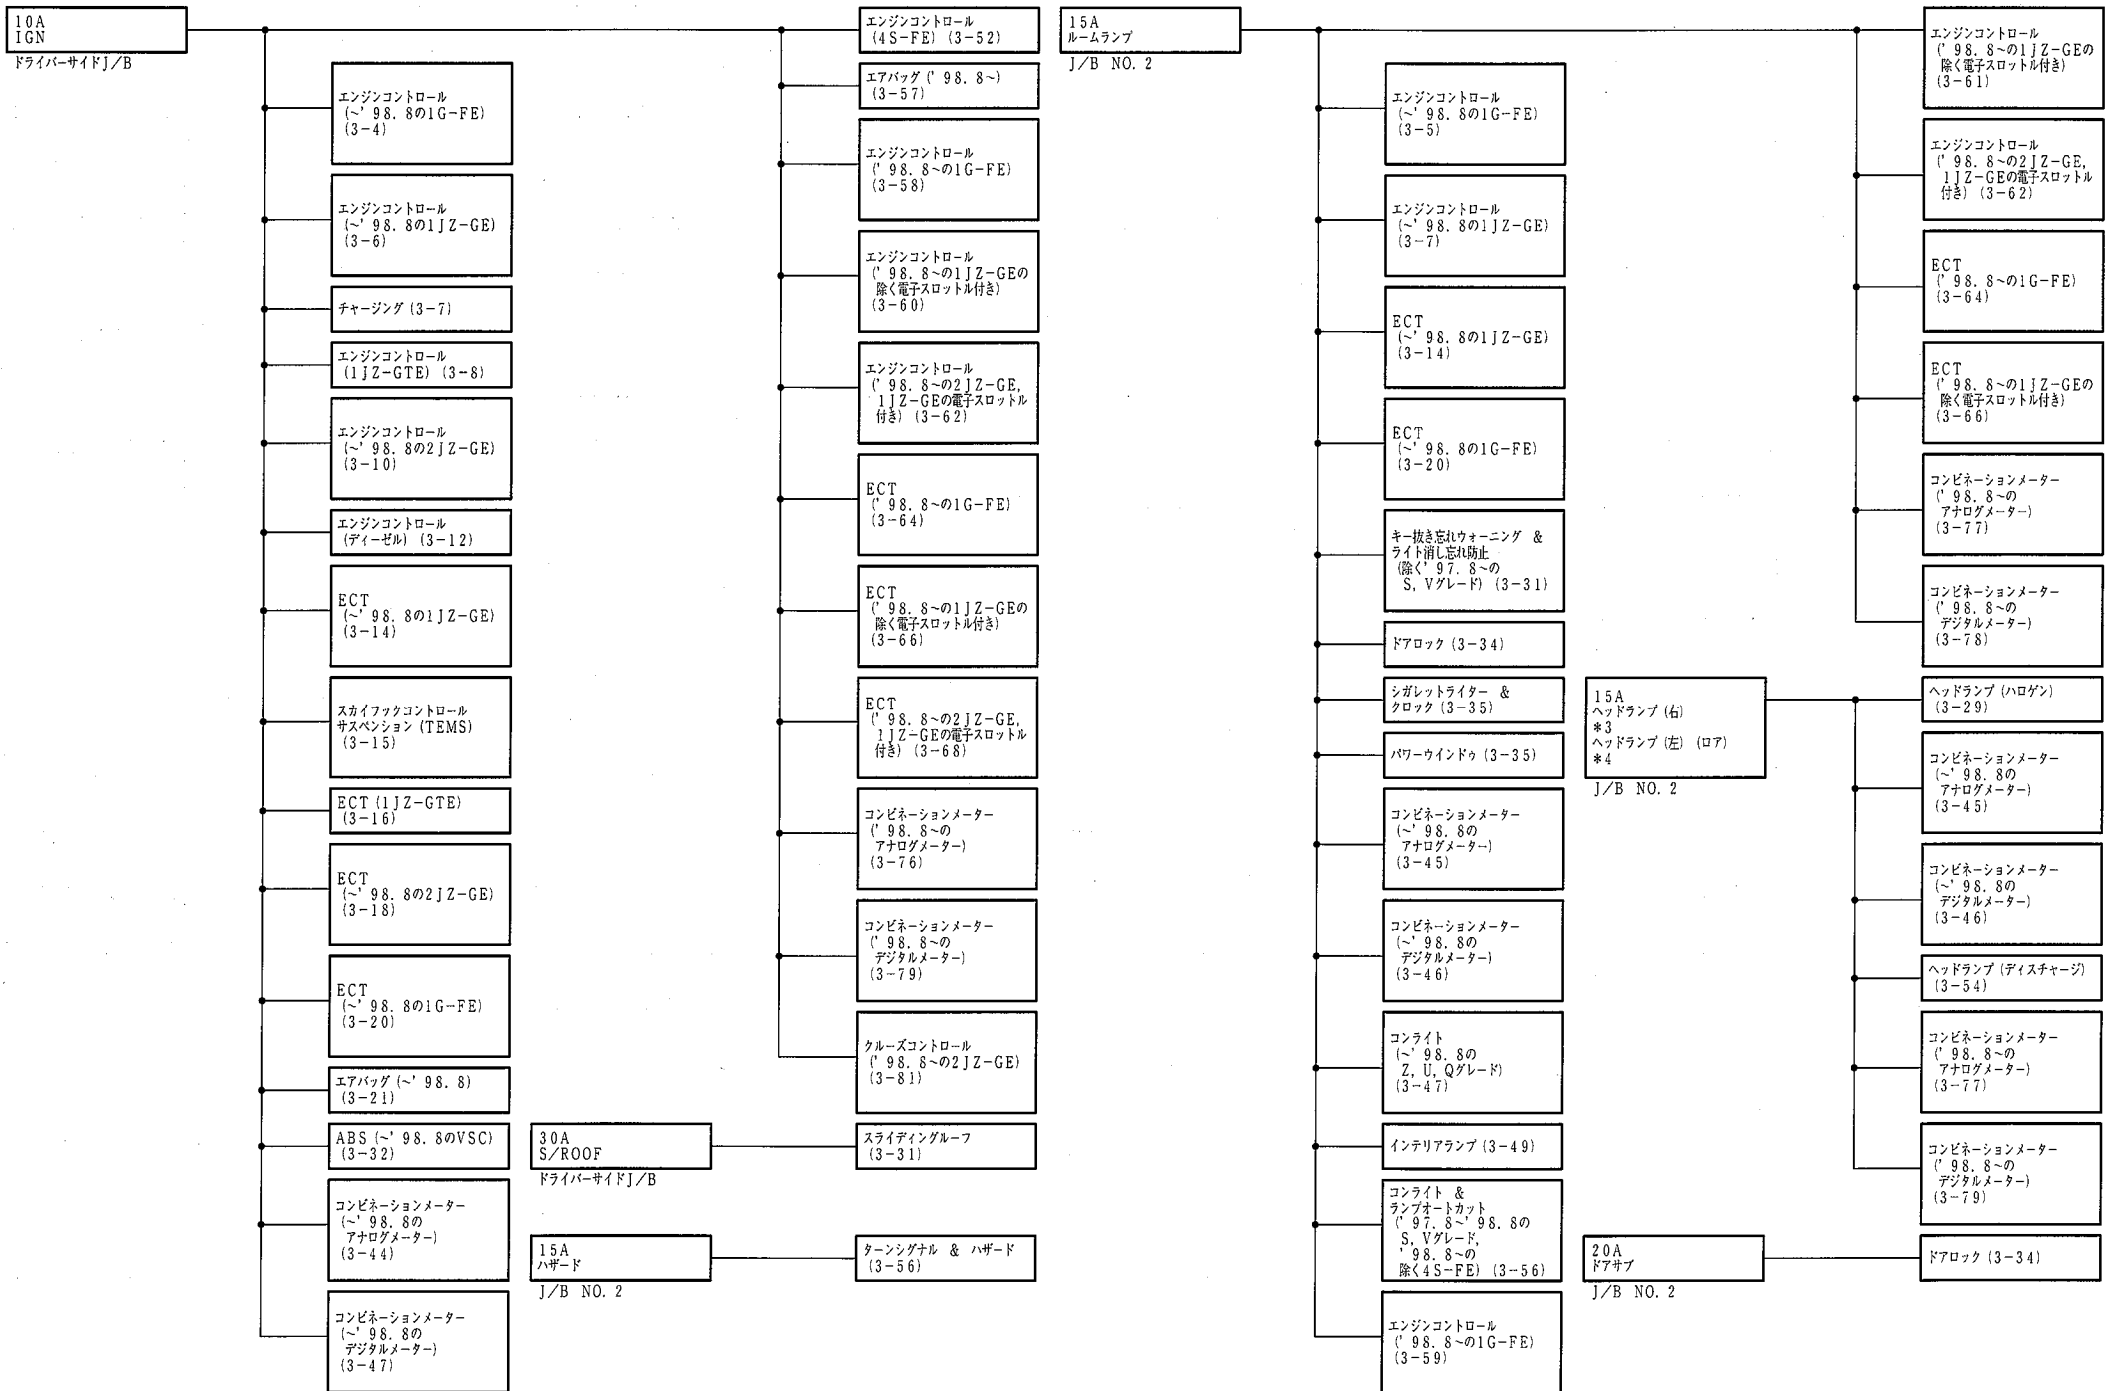 10A
IGN
ドライバーサイドJ/B
エンジンコントロール
(~'98.8の1G-FE)
(3-4)
エンジンコントロール
(~'98.8の1JZ-GE)
(3-6)
チャージング (3-7)
エンジンコントロール
(1JZ-GTE) (3-8)
エンジンコントロール
(~'98.8の2JZ-GE)
(3-10)
エンジンコントロール
(ディーゼル) (3-12)
ECT
(~'98.8の1JZ-GE)
(3-14)
スカイフックコントロール
サスペンション (TEMS)
(3-15)
ECT (1JZ-GTE)
(3-16)
ECT
(~'98.8の2JZ-GE)
(3-18)
ECT
(~'98.8の1G-FE)
(3-20)
エアバッグ (~'98.8)
(3-21)
ABS (~'98.8のVSC)
(3-32)
コンビネーションメーター
(~'98.8の
アナログメーター)
(3-44)
コンビネーションメーター
(~'98.8の
デジタルメーター)
(3-47)
エンジンコントロール
(4S-FE) (3-52)
エアバッグ ('98.8~)
(3-57)
エンジンコントロール
('98.8~の1G-FE)
(3-58)
エンジンコントロール
('98.8~の1JZ-GEの
除く電子スロットル付き)
(3-60)
エンジンコントロール
('98.8~の2JZ-GE,
1JZ-GEの電子スロットル
付き) (3-62)
ECT
('98.8~の1G-FE)
(3-64)
ECT
('98.8~の1JZ-GEの
除く電子スロットル付き)
(3-66)
ECT
('98.8~の2JZ-GE,
1JZ-GEの電子スロットル
付き) (3-68)
コンビネーションメーター
('98.8~の
アナログメーター)
(3-76)
コンビネーションメーター
('98.8~の
デジタルメーター)
(3-79)
クルーズコントロール
('98.8~の2JZ-GE)
(3-81)
30A
S/ROOF
ドライバーサイドJ/B
スライディングルーフ
(3-31)
15A
ハザード
J/B NO.2
ターンシグナル & ハザード
(3-56)
15A
ルームランプ
J/B NO.2
エンジンコントロール
(~'98.8の1G-FE)
(3-5)
エンジンコントロール
(~'98.8の1JZ-GE)
(3-7)
ECT
(~'98.8の1JZ-GE)
(3-14)
ECT
(~'98.8の1G-FE)
(3-20)
キー抜き忘れウォーニング &
ライト消し忘れ防止
(除く'97.8~の
S, Vグレード) (3-31)
ドアロック (3-34)
シガレットライター &
クロック (3-35)
パワーウインドゥ (3-35)
コンビネーションメーター
(~'98.8の
アナログメーター)
(3-45)
コンビネーションメーター
(~'98.8の
デジタルメーター)
(3-46)
コンライト
(~'98.8の
Z, U, Qグレード)
(3-47)
インテリアランプ (3-49)
コンライト &
ランプオートカット
('97.8~'98.8の
S, Vグレード,
'98.8~の
除く4S-FE) (3-56)
エンジンコントロール
('98.8~の1G-FE)
(3-59)
エンジンコントロール
('98.8~の1JZ-GEの
除く電子スロットル付き)
(3-61)
エンジンコントロール
('98.8~の2JZ-GE,
1JZ-GEの電子スロットル
付き) (3-62)
ECT
('98.8~の1G-FE)
(3-64)
ECT
('98.8~の1JZ-GEの
除く電子スロットル付き)
(3-66)
コンビネーションメーター
('98.8~の
アナログメーター)
(3-77)
コンビネーションメーター
('98.8~の
デジタルメーター)
(3-78)
15A
ヘッドランプ (右)
*3
ヘッドランプ (左) (ロア)
*4
J/B NO.2
ヘッドランプ (ハロゲン)
(3-29)
コンビネーションメーター
(~'98.8の
アナログメーター)
(3-45)
コンビネーションメーター
(~'98.8の
デジタルメーター)
(3-46)
ヘッドランプ (ディスチャージ)
(3-54)
コンビネーションメーター
('98.8~の
アナログメーター)
(3-77)
コンビネーションメーター
('98.8~の
デジタルメーター)
(3-79)
20A
ドアサブ
J/B NO.2
ドアロック (3-34)